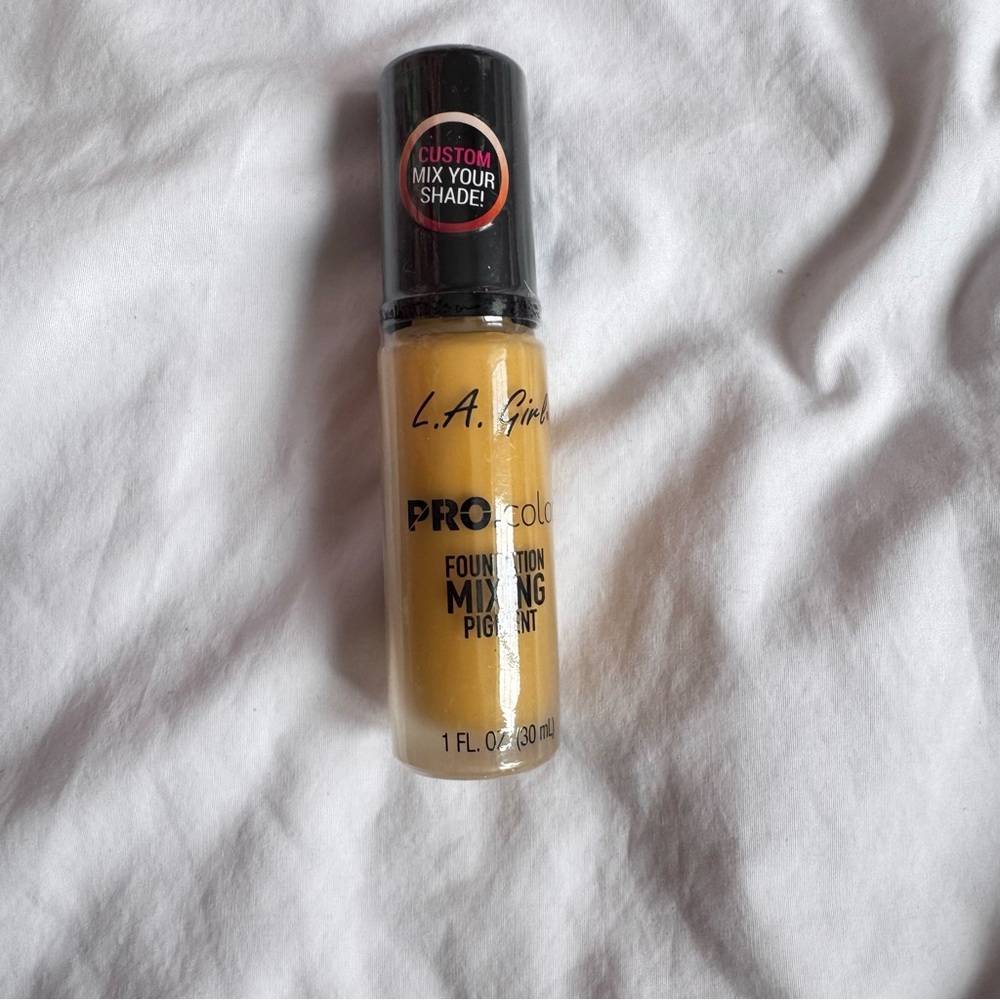 CUSTOM
MIX YOUR
SHADE!
L.A. Girl
PRO.colo
FOUNDATION
MIXING
PIGMENT
1 FL. OZ. (30 mL)